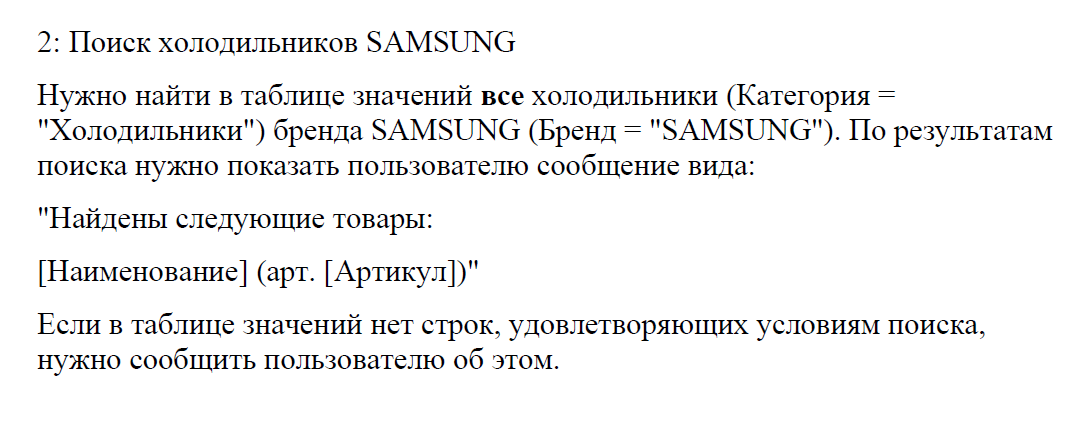 2: Поиск холодильников SAMSUNG
Нужно найти в таблице значений все холодильники (Категория =
"Холодильники") бренда SAMSUNG (Бренд = "SAMSUNG"). По результатам
поиска нужно показать пользователю сообщение вида:
"Найдены следующие товары:
[Наименование] (арт. [Артикул])"
Если в таблице значений нет строк, удовлетворяющих условиям поиска,
нужно сообщить пользователю об этом.